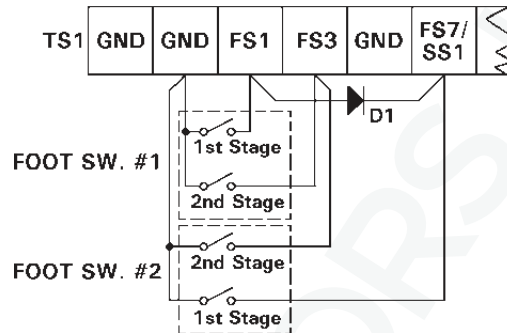 TS1 GND GND FS1 FS3 GND FS7/
SS1
D1
1st Stage
FOOT SW. #1
2nd Stage
2nd Stage
FOOT SW. #2
1st Stage